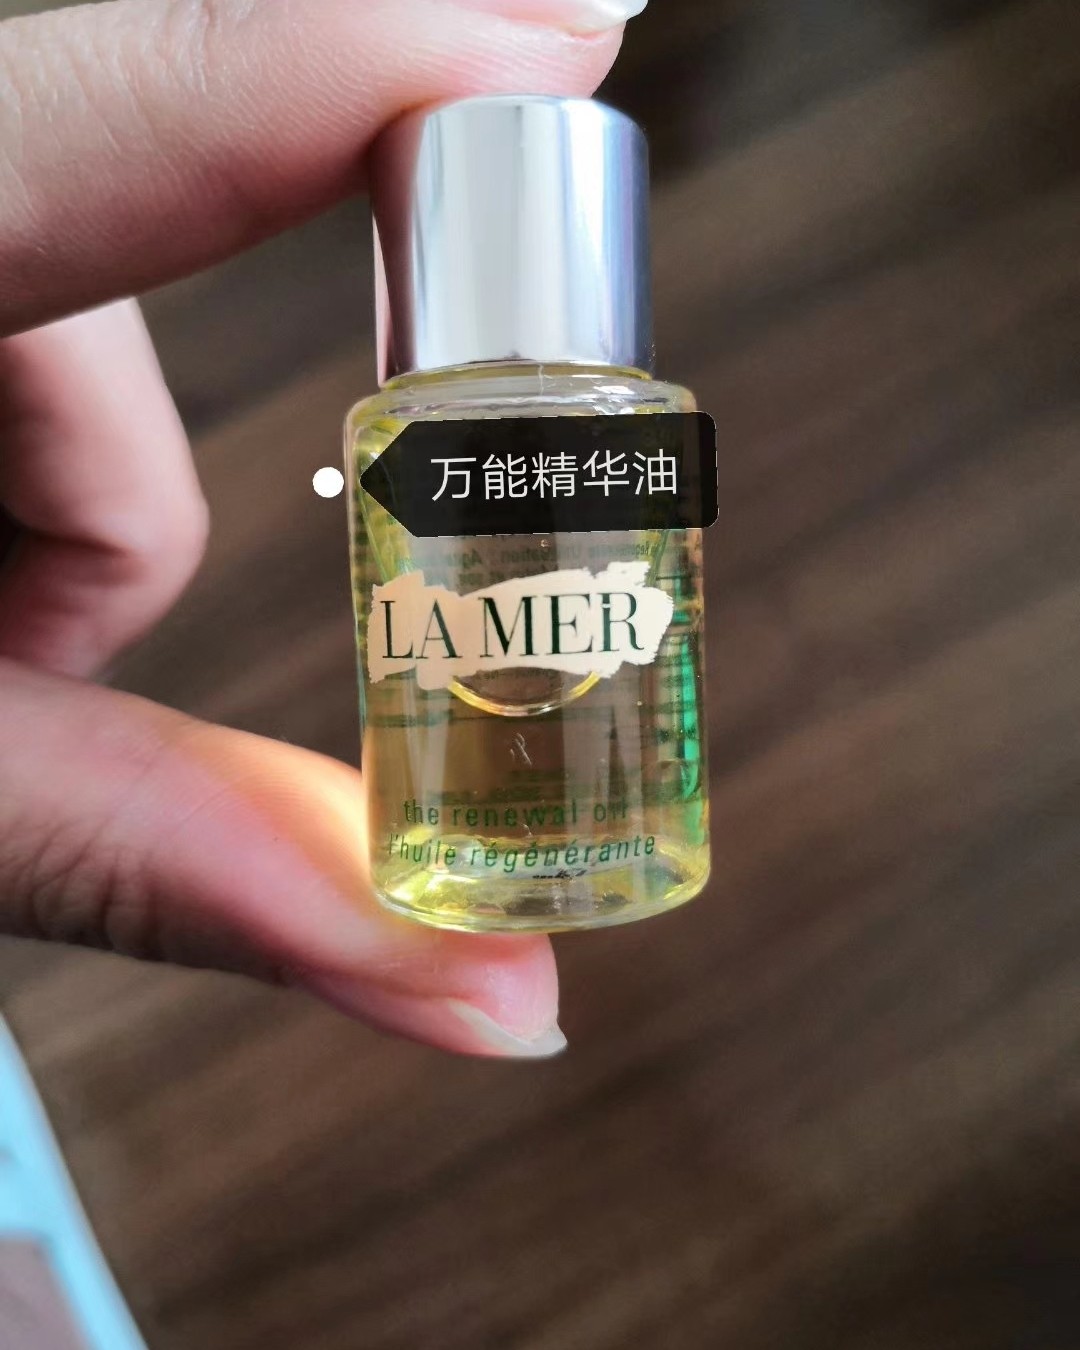 万能精华油
LA MER
the renewal oil
l'huile régénérante